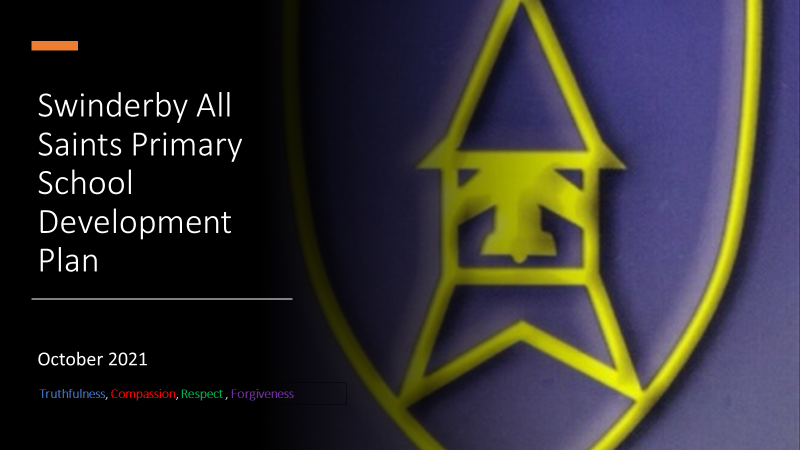 Swinderby All
Saints Primary
School
Development
Plan
October 2021
Truthfulness, Compassion, Respect , Forgiveness